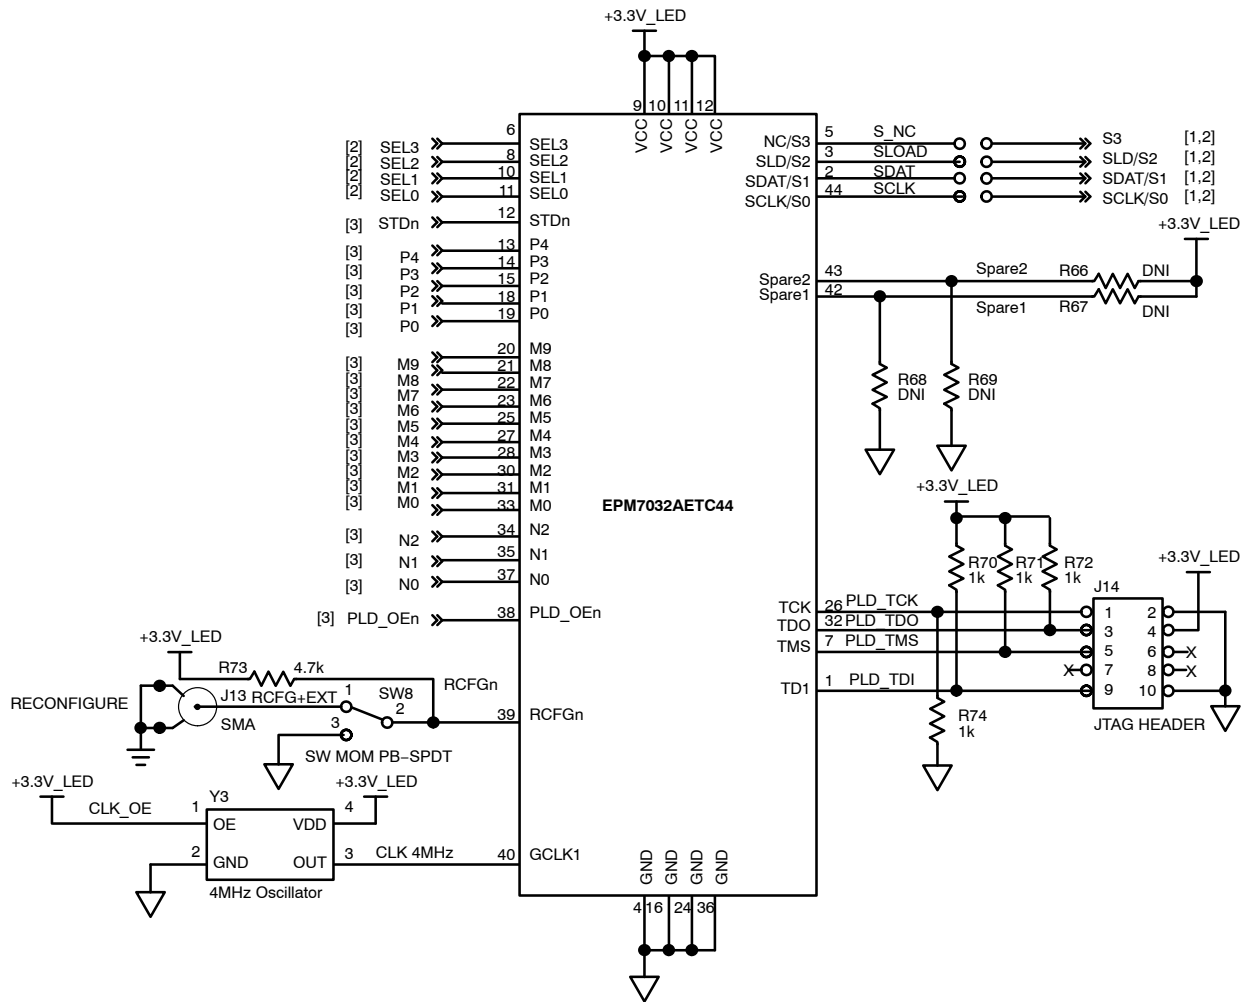 +3.3V_LED
9 10 11 12
VCC VCC VCC VCC
[2] SEL3 6 SEL3
[2] SEL2 8 SEL2
[2] SEL1 10 SEL1
[2] SEL0 11 SEL0
[3] STDn 12 STDn
[3] P4 13 P4
[3] P3 14 P3
[3] P2 15 P2
[3] P1 18 P1
[3] P0 19 P0
[3] M9 20 M9
[3] M8 21 M8
[3] M7 22 M7
[3] M6 23 M6
[3] M5 25 M5
[3] M4 27 M4
[3] M3 28 M3
[3] M2 30 M2
[3] M1 31 M1
[3] M0 33 M0
[3] N2 34 N2
[3] N1 35 N1
[3] N0 37 N0
[3] PLD_OEn 38 PLD_OEn
EPM7032AETC44
NC/S3 5 S_NC S3 [1,2]
SLD/S2 3 SLOAD SLD/S2 [1,2]
SDAT/S1 2 SDAT SDAT/S1 [1,2]
SCLK/S0 44 SCLK SCLK/S0 [1,2]
+3.3V_LED
Spare2 43 Spare2 R66 DNI
Spare1 42 Spare1 R67 DNI
R68 DNI
R69 DNI
+3.3V_LED
R70 1k
R71 1k
R72 1k
+3.3V_LED
J14
TCK 26 PLD_TCK 1 2
TDO 32 PLD_TDO 3 4
TMS 7 PLD_TMS 5 6 X
X 7 8 X
TD1 1 PLD_TDI 9 10
R74 1k
JTAG HEADER
+3.3V_LED
R73 4.7k
RCFGn
RECONFIGURE
J13 RCFG+EXT 1 SW8 2
SMA 3
39 RCFGn
SW MOM PB-SPDT
+3.3V_LED
+3.3V_LED
CLK_OE 1 Y3 4
OE VDD
2 GND OUT 3 CLK 4MHz 40 GCLK1
4MHz Oscillator
GND GND GND GND
4 16 24 36